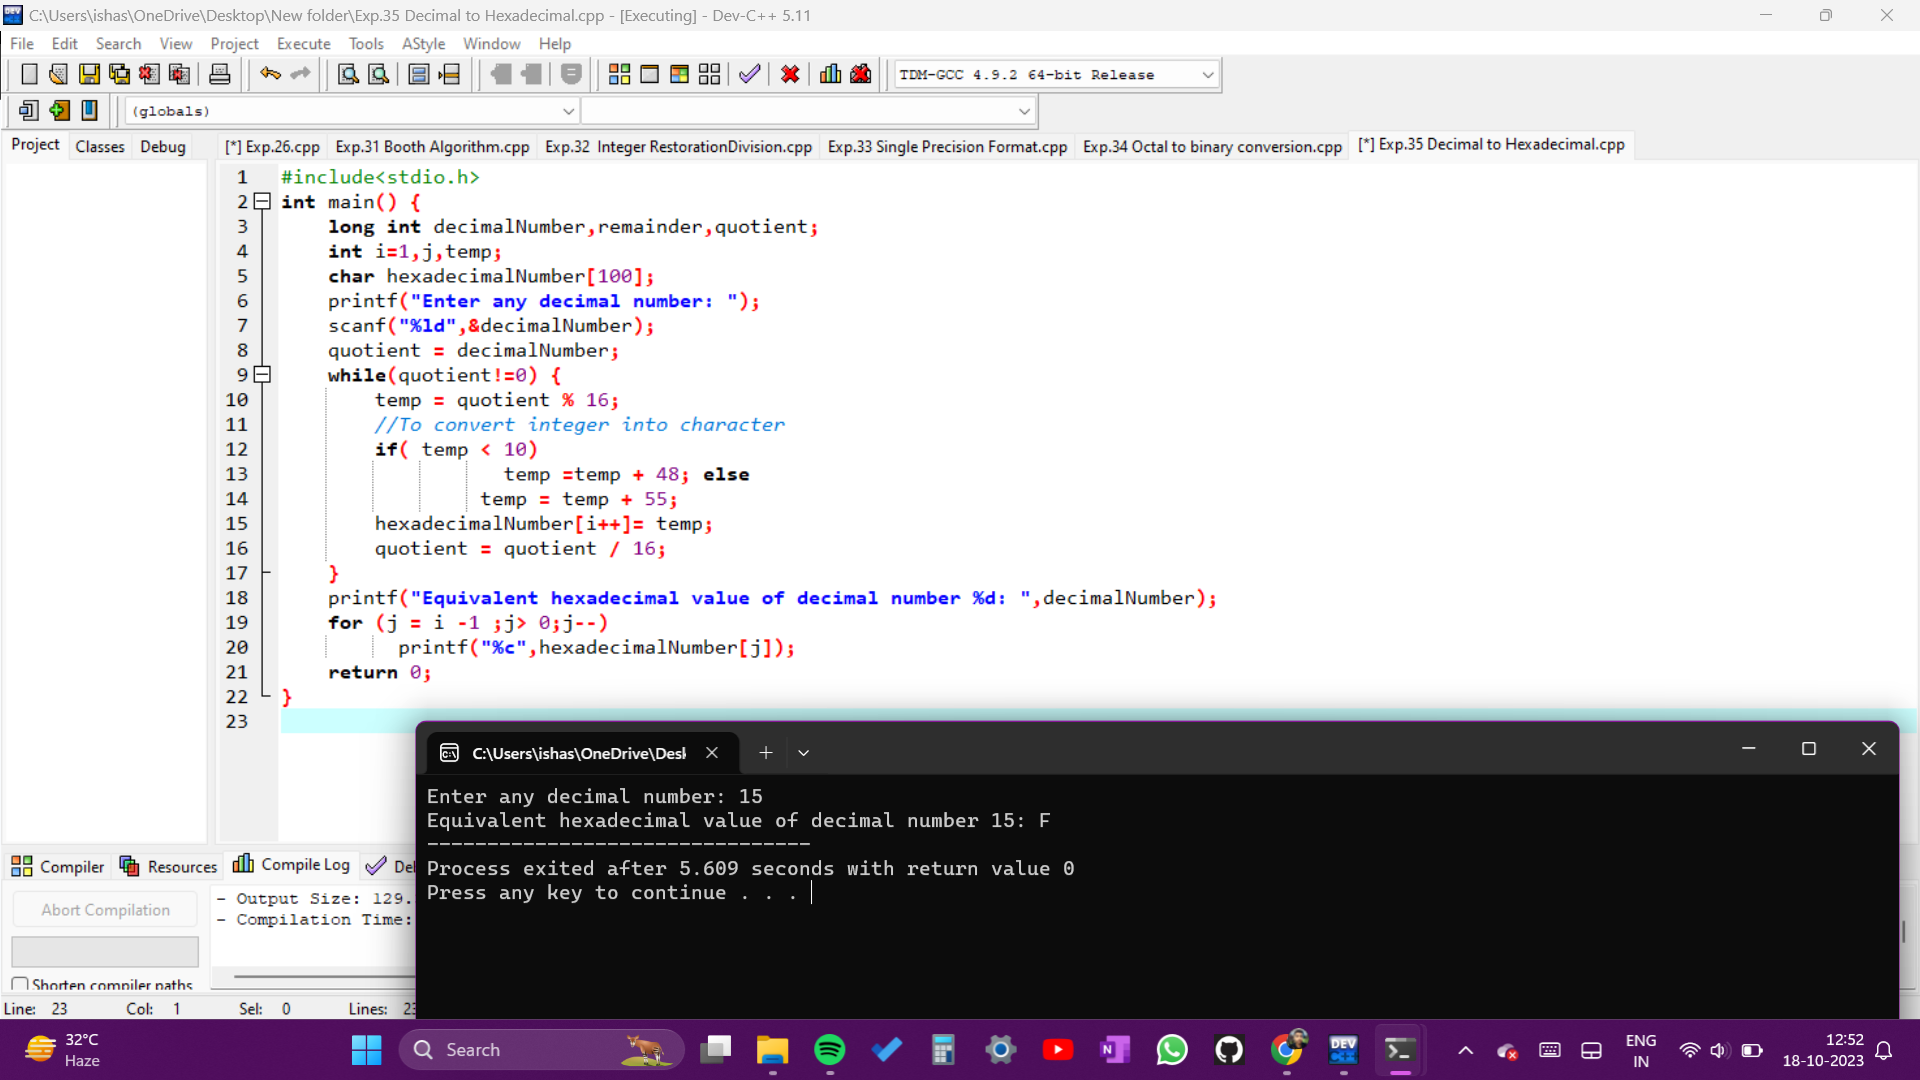 C:\Users\ishas\OneDrive\Desktop\New folder\Exp.35 Decimal to Hexadecimal.cpp - [Executing] - Dev-C++ 5.11
File Edit Search View Project Execute Tools AStyle Window Help
TDM-GCC 4.9.2 64-bit Release
(globals)
Project Classes Debug
[*] Exp.26.cpp Exp.31 Booth Algorithm.cpp Exp.32 Integer RestorationDivision.cpp Exp.33 Single Precision Format.cpp Exp.34 Octal to binary conversion.cpp [*] Exp.35 Decimal to Hexadecimal.cpp
1 #include<stdio.h>
2 int main() {
3 long int decimalNumber,remainder,quotient;
4 int i=1,j,temp;
5 char hexadecimalNumber[100];
6 printf("Enter any decimal number: ");
7 scanf("%ld",&decimalNumber);
8 quotient = decimalNumber;
9 while(quotient!=0) {
10 temp = quotient % 16;
11 //To convert integer into character
12 if( temp < 10)
13 temp =temp + 48; else
14 temp = temp + 55;
15 hexadecimalNumber[i++]= temp;
16 quotient = quotient / 16;
17 }
18 printf("Equivalent hexadecimal value of decimal number %d: ",decimalNumber);
19 for (j = i -1 ;j> 0;j--)
20 printf("%c",hexadecimalNumber[j]);
21 return 0;
22 }
23
C:\Users\ishas\OneDrive\Desk
Enter any decimal number: 15
Equivalent hexadecimal value of decimal number 15: F
--------------------------------
Process exited after 5.609 seconds with return value 0
Press any key to continue . . .
Compiler Resources Compile Log
Abort Compilation
- Output Size: 129.
- Compilation Time:
Shorten compiler paths
Line: 23 Col: 1 Sel: 0 Lines: 23
32°C
Haze
Search
DEV C++
ENG
IN
12:52
18-10-2023